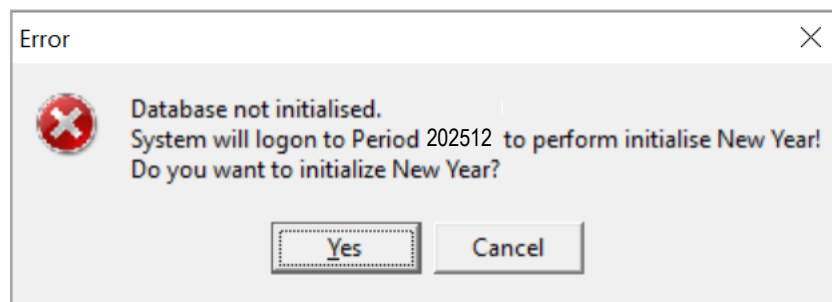 Error
Database not initialised.
System will logon to Period 202512 to perform initialise New Year!
Do you want to initialize New Year?
Yes
Cancel